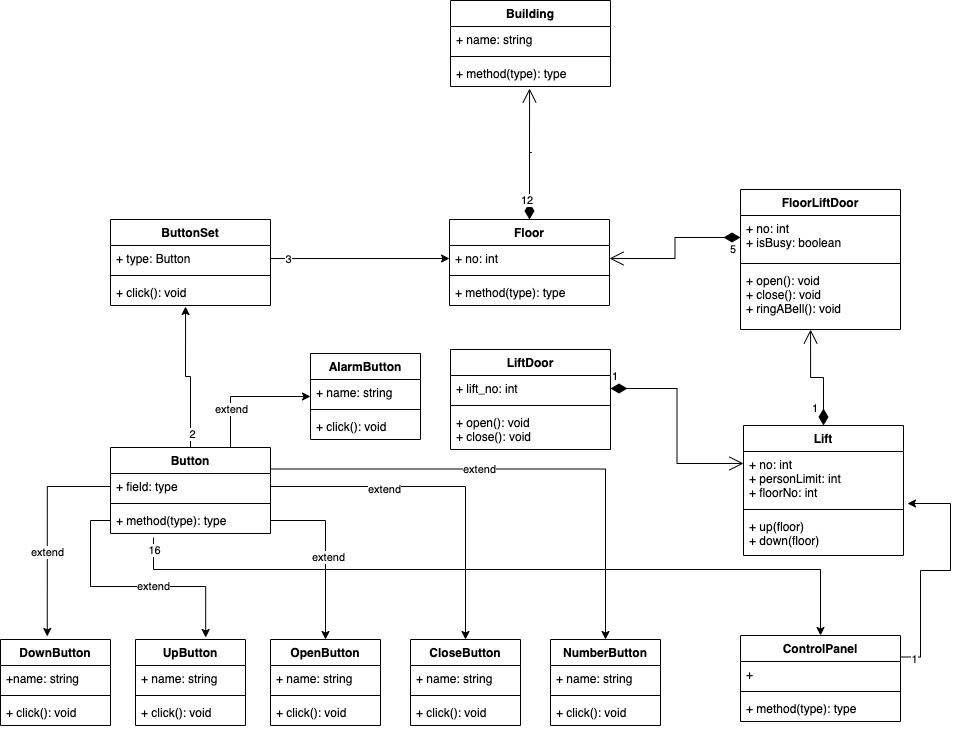 Building
+ name: string
+ method(type): type
12
ButtonSet
+ type: Button
+ click(): void
3
Floor
+ no: int
+ method(type): type
5
FloorLiftDoor
+ no: int
+ isBusy: boolean
+ open(): void
+ close(): void
+ ringABell(): void
AlarmButton
+ name: string
+ click(): void
extend
2
LiftDoor
+ lift_no: int
+ open(): void
+ close(): void
1
1
Lift
+ no: int
+ personLimit: int
+ floorNo: int
+ up(floor)
+ down(floor)
Button
+ field: type
+ method(type): type
extend
extend
extend
16
extend
extend
DownButton
+name: string
+ click(): void
UpButton
+ name: string
+ click(): void
OpenButton
+ name: string
+ click(): void
CloseButton
+ name: string
+ click(): void
NumberButton
+ name: string
+ click(): void
ControlPanel
+
+ method(type): type
1